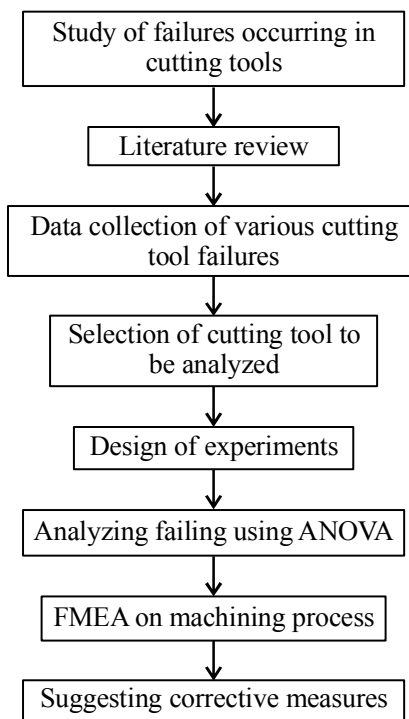 Study of failures occurring in
cutting tools
Literature review
Data collection of various cutting
tool failures
Selection of cutting tool to
be analyzed
Design of experiments
Analyzing failing using ANOVA
FMEA on machining process
Suggesting corrective measures